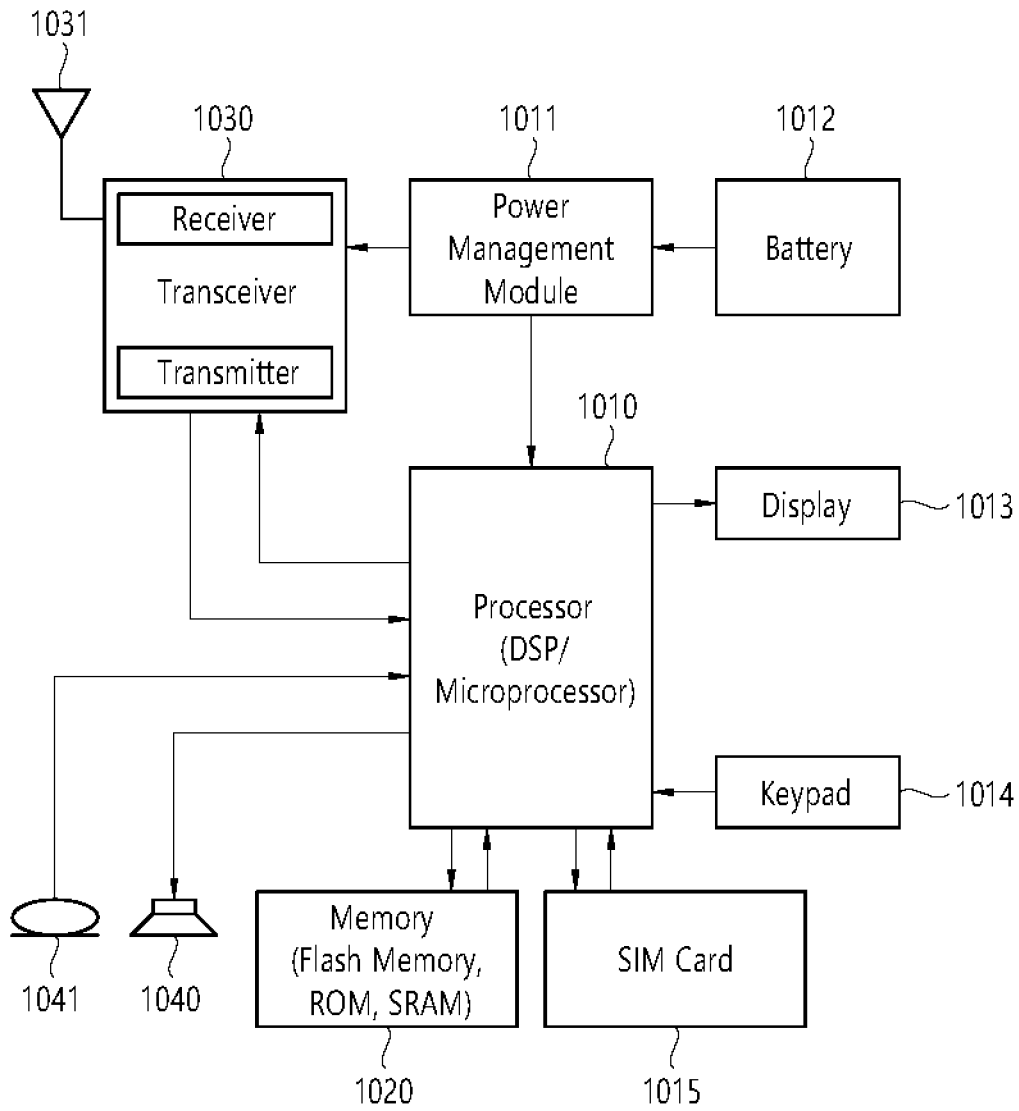 1031
1030
1011
1012
Receiver
Transceiver
Transmitter
Power
Management
Module
Battery
1010
Display
1013
Processor
(DSP/
Microprocessor)
Keypad
1014
1041
1040
Memory
(Flash Memory,
ROM, SRAM)
SIM Card
1020
1015